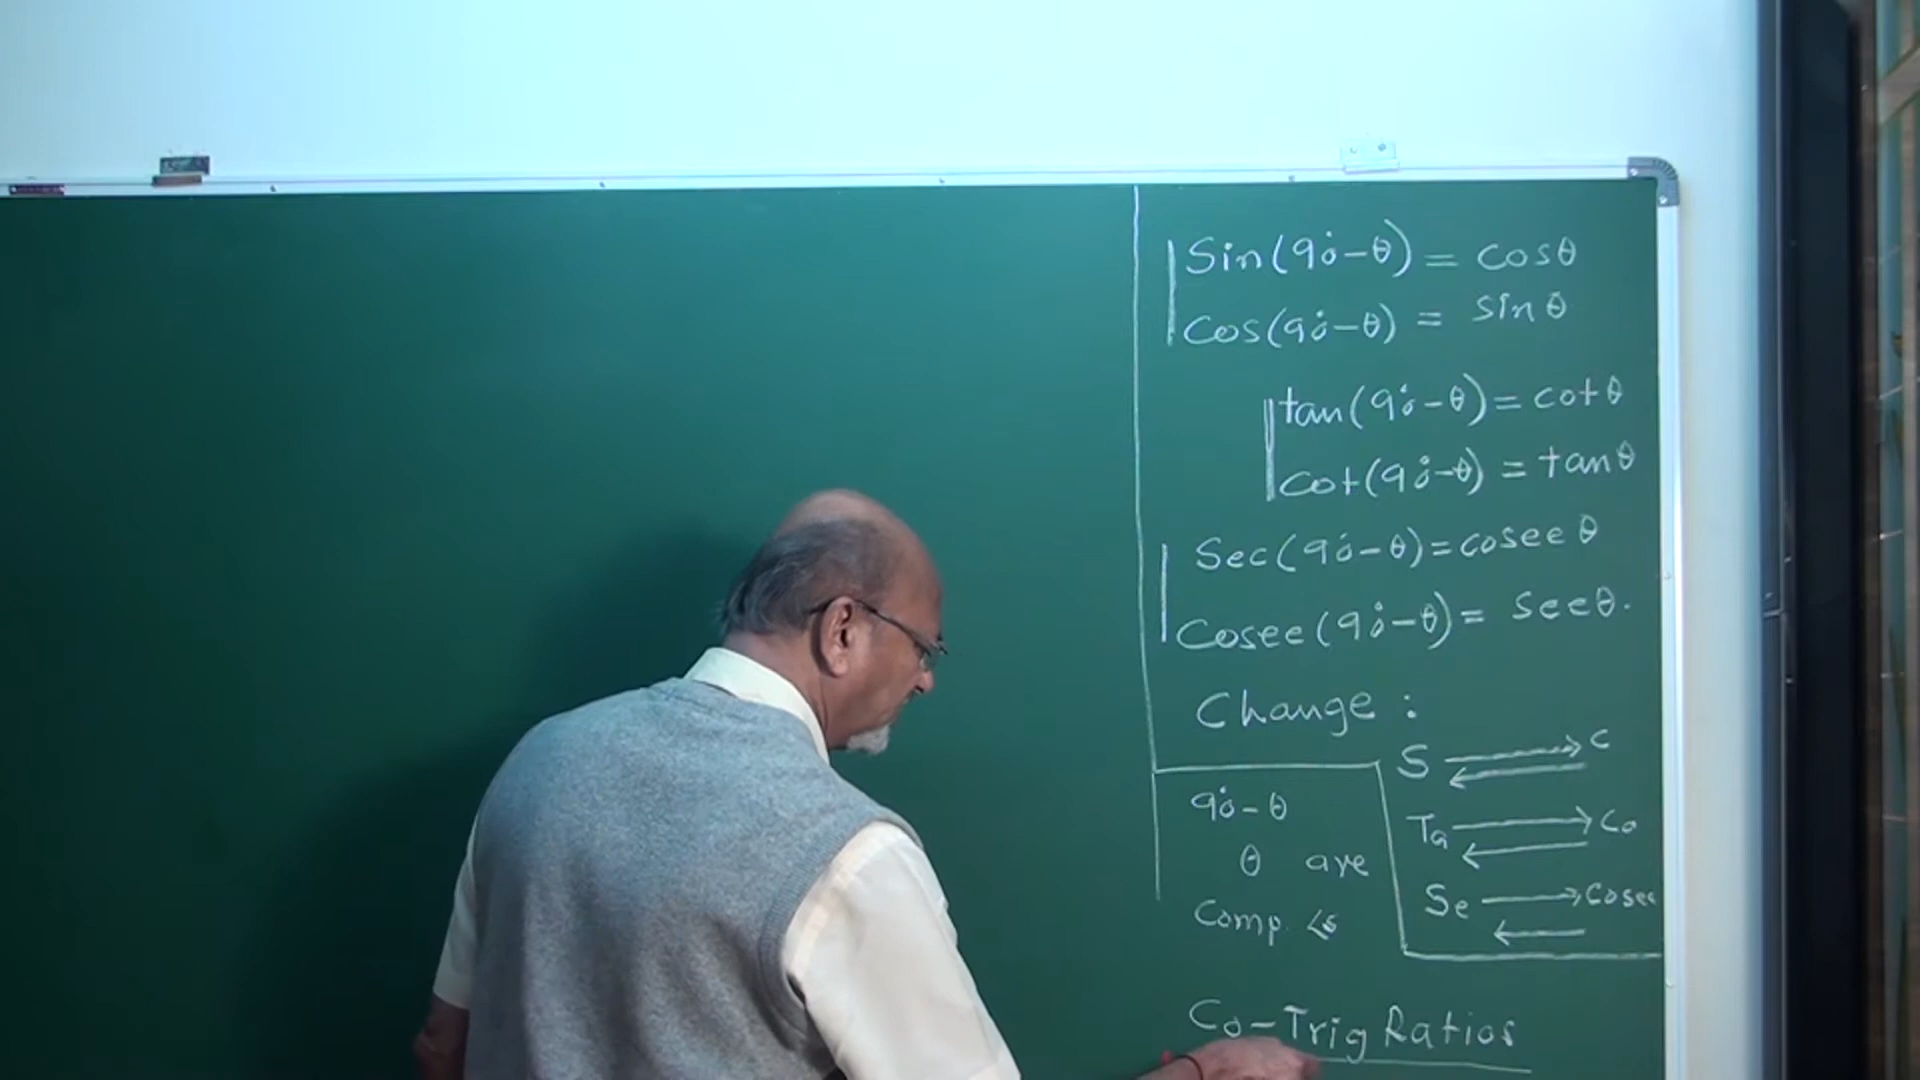 Sin(90°-θ) = cosθ
Cos(90°-θ) = sinθ
tan(90°-θ) = cotθ
Cot(90°-θ) = tanθ
Sec(90°-θ) = cosecθ
Cosec(90°-θ) = secθ.
Change :
S ⇄ C
90°-θ
θ are
Comp. ∠s
Ta ⇄ Co
Se ⇄ Cosec
Co-Trig Ratios